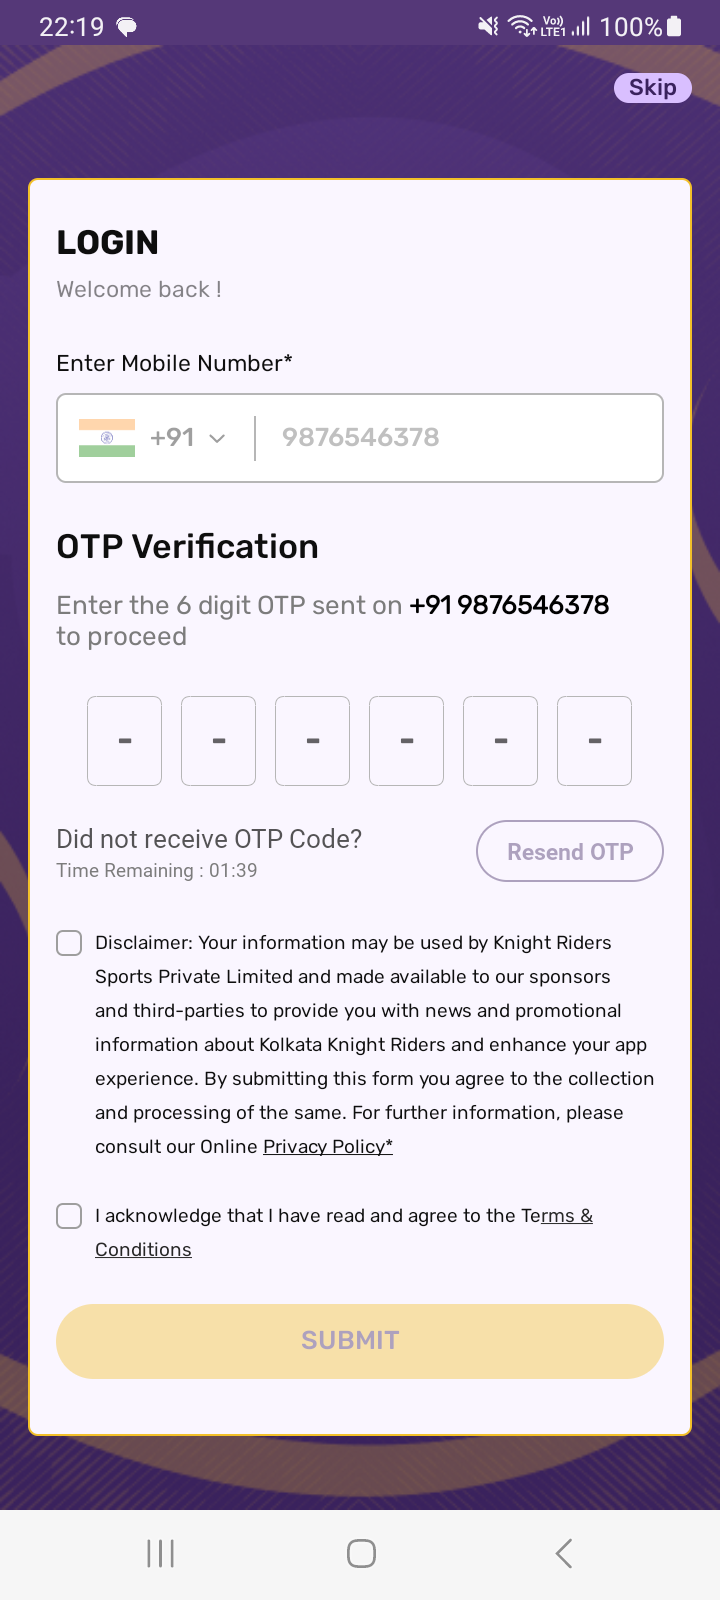 22:19
Vo)) LTE1 100%
Skip
LOGIN
Welcome back !
Enter Mobile Number*
+91 9876546378
OTP Verification
Enter the 6 digit OTP sent on +91 9876546378
to proceed
- - - - - -
Did not receive OTP Code?
Time Remaining : 01:39
Resend OTP
Disclaimer: Your information may be used by Knight Riders
Sports Private Limited and made available to our sponsors
and third-parties to provide you with news and promotional
information about Kolkata Knight Riders and enhance your app
experience. By submitting this form you agree to the collection
and processing of the same. For further information, please
consult our Online Privacy Policy*
I acknowledge that I have read and agree to the Terms &
Conditions
SUBMIT